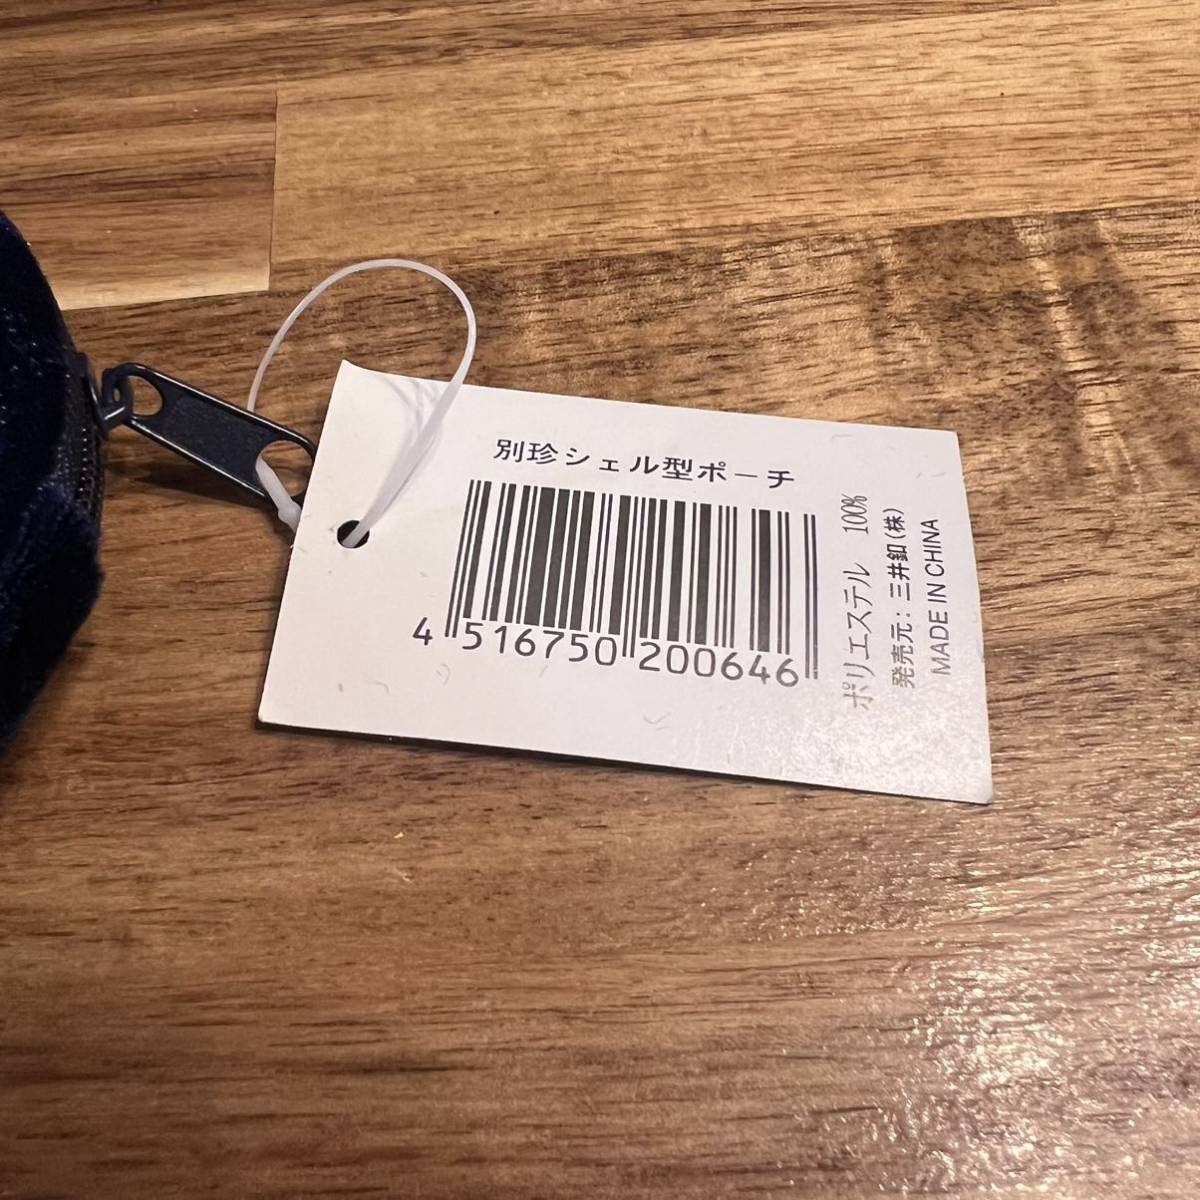 別珍シェル型ポーチ
4 516750 200646
ポリエステル 100%
発売元: 三井釦(株)
MADE IN CHINA